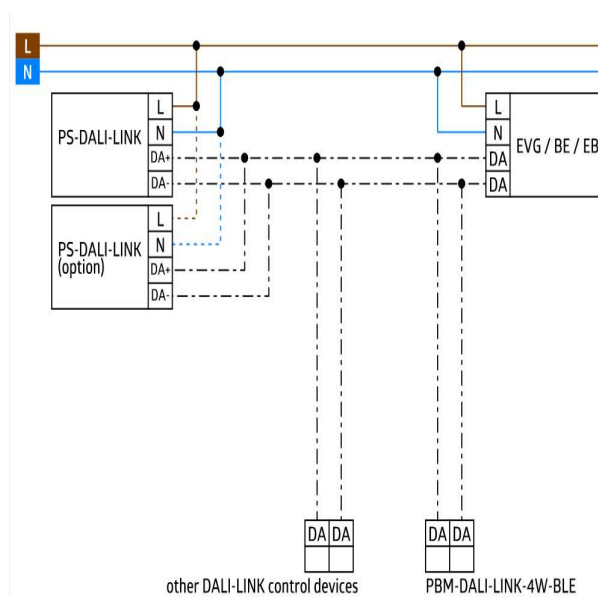 L
N
PS-DALI-LINK
L
N
DA+
DA-
L
N
DA
DA
EVG / BE / EB
PS-DALI-LINK
(option)
L
N
DA+
DA-
DA DA
DA DA
other DALI-LINK control devices
PBM-DALI-LINK-4W-BLE